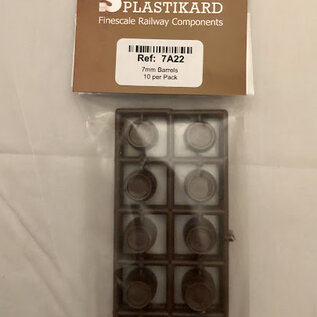 PLASTIKARD
Finescale Railway Components
Ref: 7A22
7mm Barrels
10 per Pack